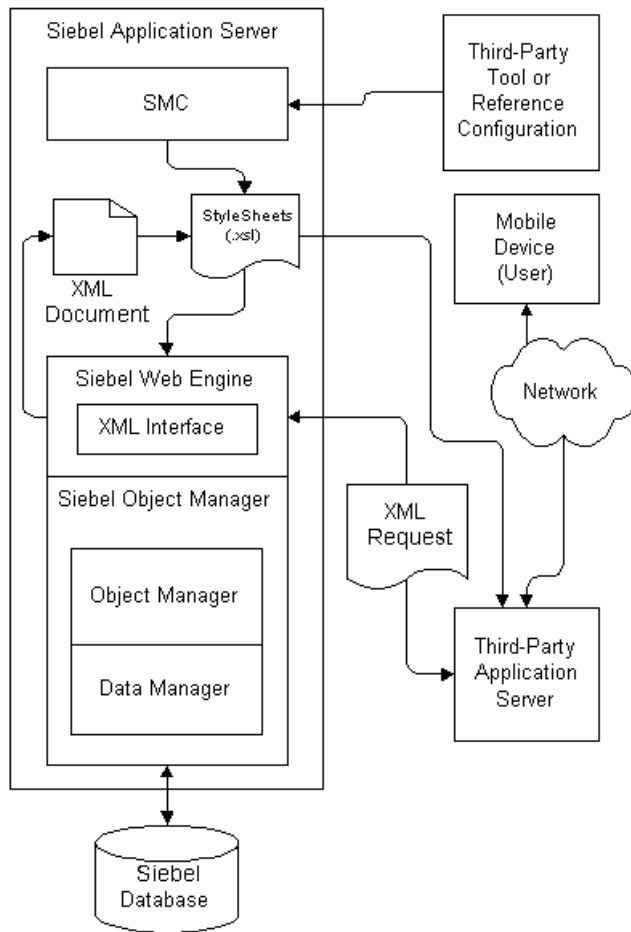 Siebel Application Server
SMC
Third-Party
Tool or
Reference
Configuration
StyleSheets
(.xsl)
XML
Document
Mobile
Device
(User)
Network
Siebel Web Engine
XML Interface
Siebel Object Manager
Object Manager
Data Manager
XML
Request
Third-Party
Application
Server
Siebel
Database